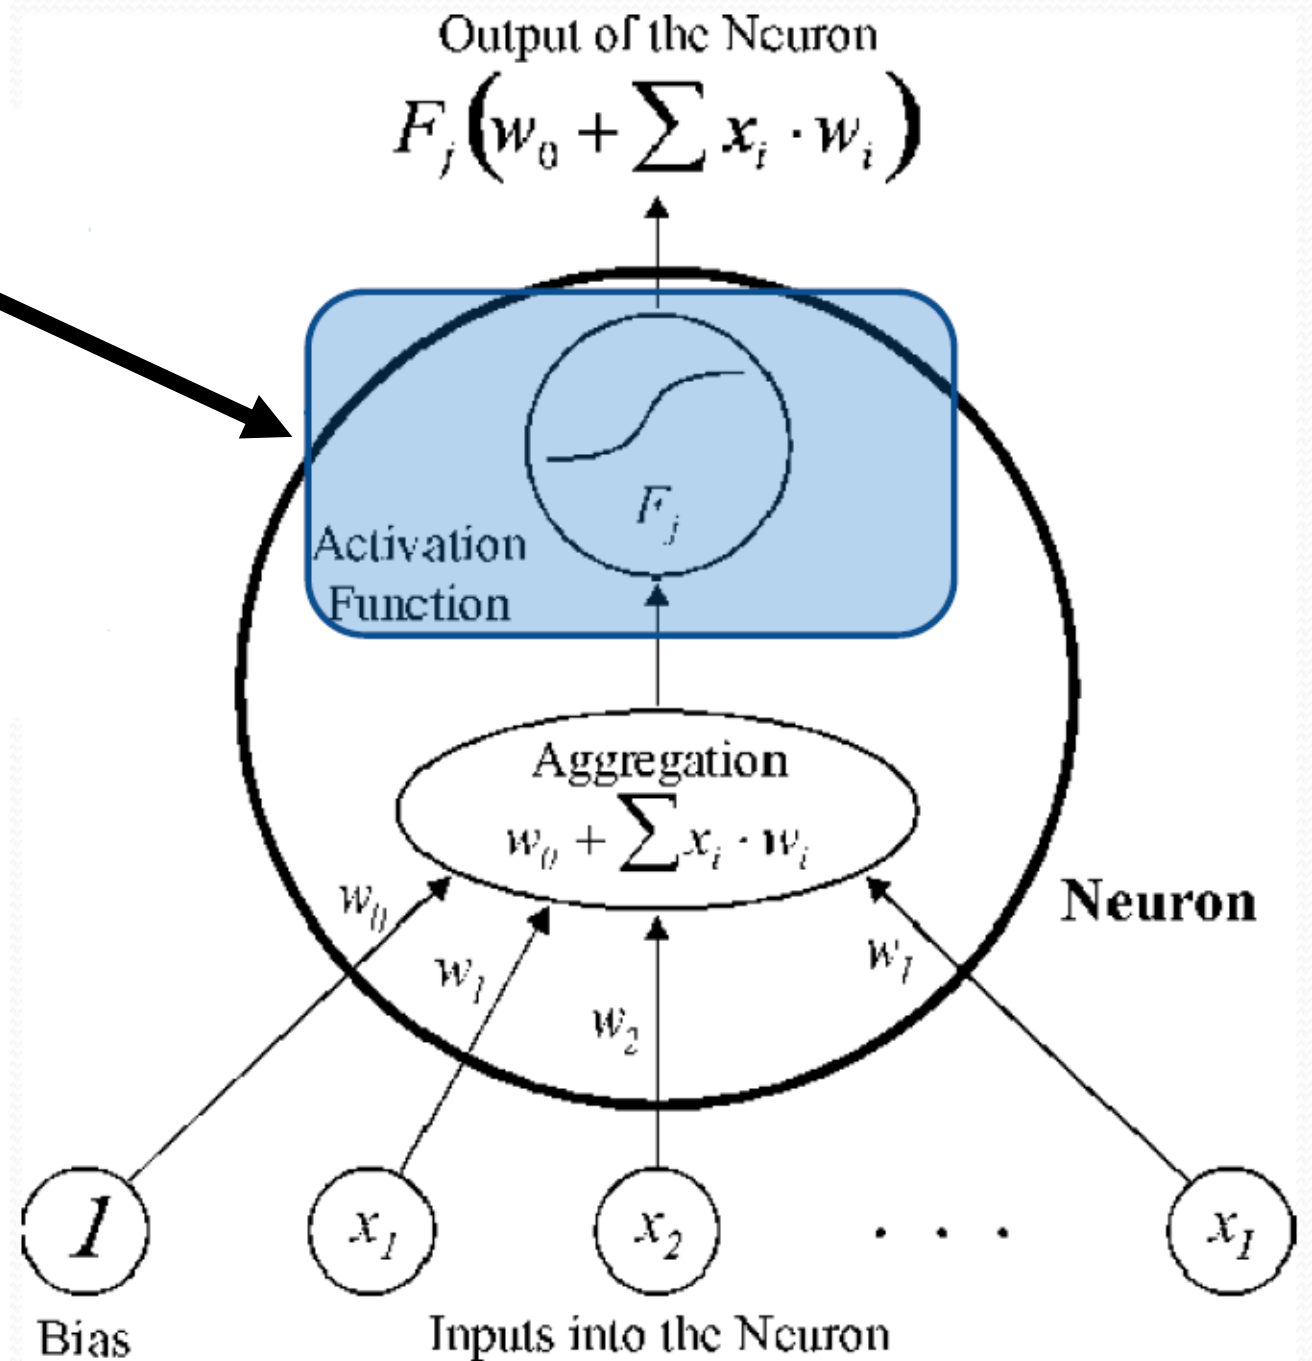 Output of the Neuron
F_j(w_0 + ∑ x_i · w_i)
F_j
Activation
Function
Aggregation
w_0 + ∑ x_i · w_i
w_0
w_1
w_2
w_I
Neuron
1
x_1
x_2
. . .
x_I
Bias
Inputs into the Neuron